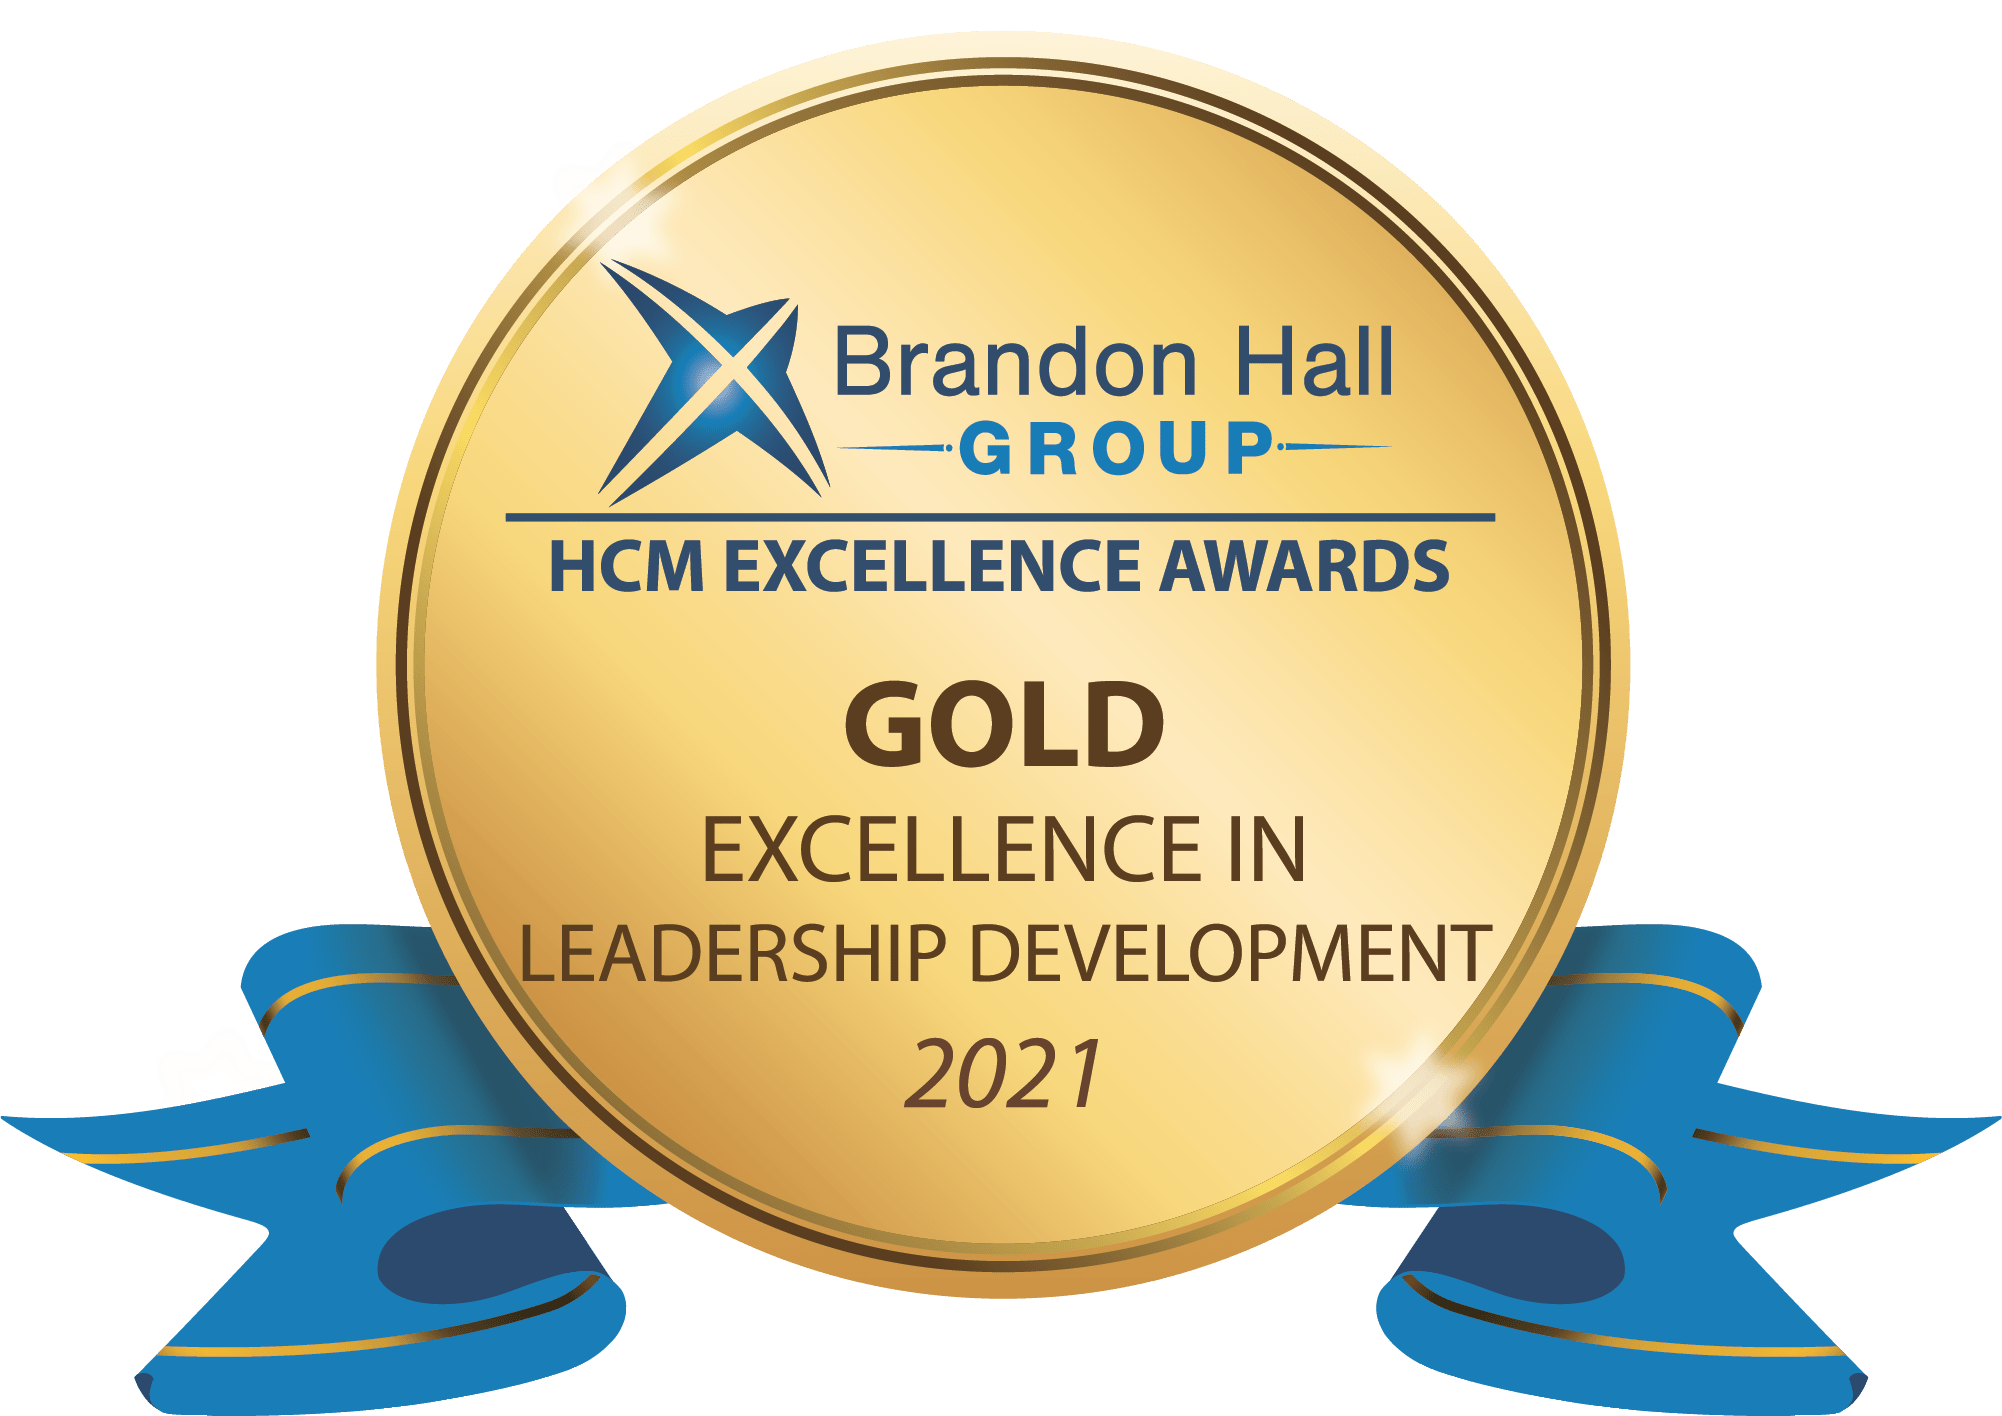 Brandon Hall
GROUP
HCM EXCELLENCE AWARDS
GOLD
EXCELLENCE IN
LEADERSHIP DEVELOPMENT
2021